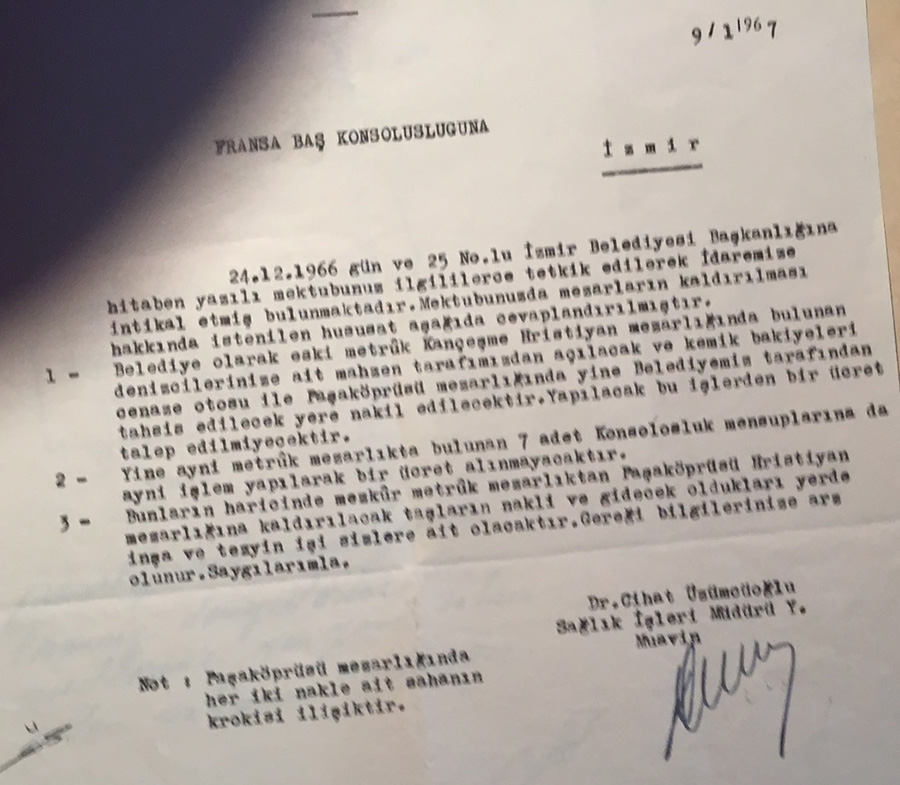 9/1 1967
FRANSA BAŞ KONSOLUSLUGUNA
İ z m i r
24.12.1966 gün ve 25 No.lu İzmir Belediyesi Başkanlığına
hitaben yazılı mektubunuz ilgililerce tetkik edilerek İdaremize
intikal etmiş bulunmaktadır.Mektubunuzda mezarların kaldırılması
hakkında istenilen hususat aşağıda cevaplandırılmıştır.
1 - Belediye olarak eski metrûk Kançeşme Hristiyan mezarlığında bulunan
denizcilerinize ait mahzen tarafımızdan açılacak ve kemik bakiyeleri
cenaze otosu ile Paşaköprüsü mezarlığında yine Belediyemiz tarafından
tahsis edilecek yere nakil edilecektir.Yapılacak bu işlerden bir ücret
talep edilmiyecektir.
2 - Yine ayni metrûk mezarlıkta bulunan 7 adet Konsolosluk mensuplarına da
ayni işlem yapılarak bir ücret alınmayacaktır.
3 - Bunların haricinde mezkûr metrûk mezarlıktan Paşaköprüsü Hristiyan
mezarlığına kaldırılacak taşların nakli ve gidecek oldukları yerde
inşa ve tezyin işi sizlere ait olacaktır.Gereği bilgilerinize arz
olunur.Saygılarımla.
Dr.Cihat Üzümcüoğlu
Sağlık İşleri Müdürü Y.
Muavin
Not : Paşaköprüsü mezarlığında
her iki nakle ait sahanın
krokisi ilişiktir.